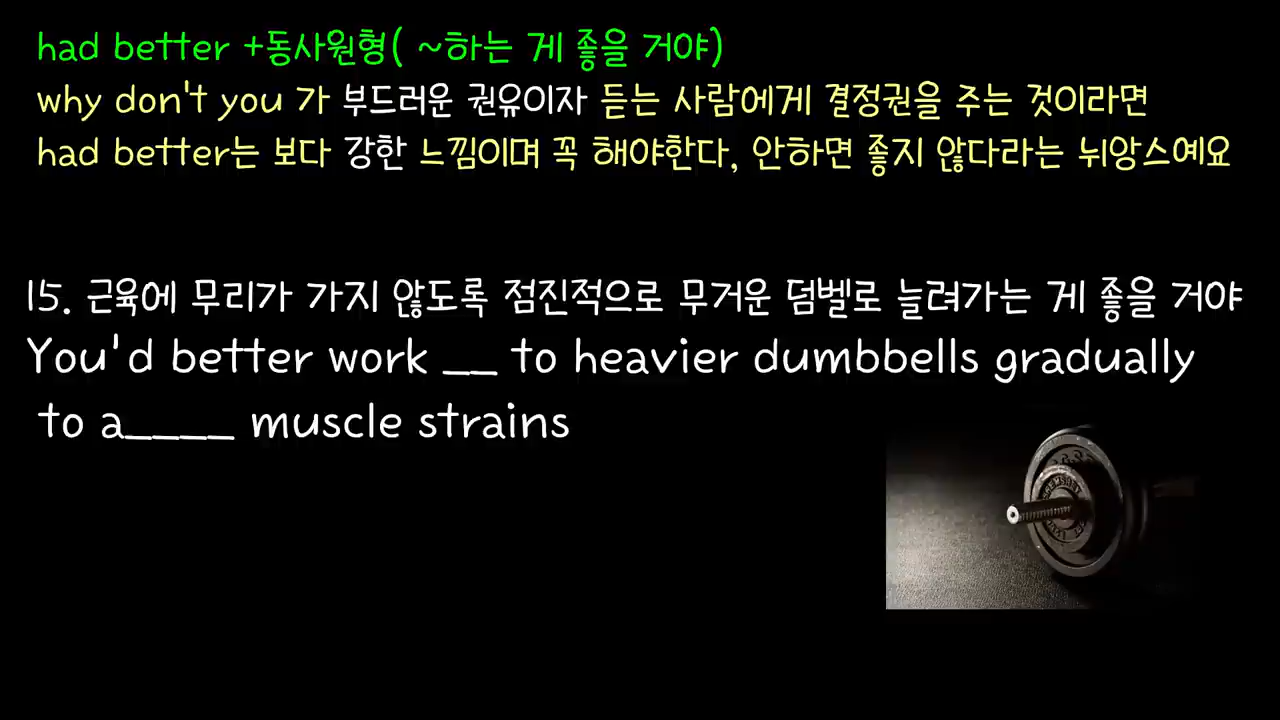 had better +동사원형( ~하는 게 좋을 거야)
why don't you 가 부드러운 권유이자 듣는 사람에게 결정권을 주는 것이라면
had better는 보다 강한 느낌이며 꼭 해야한다, 안하면 좋지 않다라는 뉘앙스예요
15. 근육에 무리가 가지 않도록 점진적으로 무거운 덤벨로 늘려가는 게 좋을 거야
You'd better work __ to heavier dumbbells gradually
to a____ muscle strains